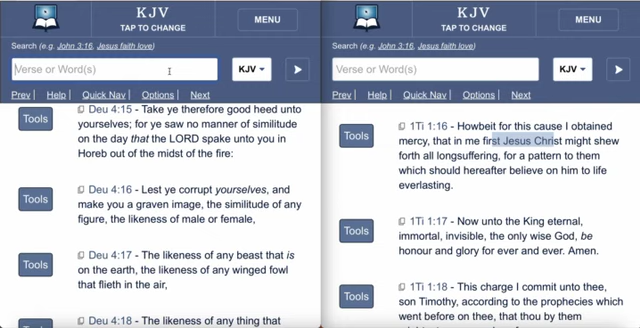 KJV
TAP TO CHANGE
MENU
Search (e.g. John 3:16, Jesus faith love)
Verse or Word(s)
KJV
Prev | Help | Quick Nav | Options | Next
Tools
Deu 4:15 - Take ye therefore good heed unto
yourselves; for ye saw no manner of similitude
on the day that the LORD spake unto you in
Horeb out of the midst of the fire:
Tools
Deu 4:16 - Lest ye corrupt yourselves, and
make you a graven image, the similitude of any
figure, the likeness of male or female,
Tools
Deu 4:17 - The likeness of any beast that is
on the earth, the likeness of any winged fowl
that flieth in the air,
Tools
Deu 4:18 - The likeness of any thing that
KJV
TAP TO CHANGE
MENU
Search (e.g. John 3:16, Jesus faith love)
Verse or Word(s)
KJV
Prev | Help | Quick Nav | Options | Next
Tools
1Ti 1:16 - Howbeit for this cause I obtained
mercy, that in me first Jesus Christ might shew
forth all longsuffering, for a pattern to them
which should hereafter believe on him to life
everlasting.
Tools
1Ti 1:17 - Now unto the King eternal,
immortal, invisible, the only wise God, be
honour and glory for ever and ever. Amen.
Tools
1Ti 1:18 - This charge I commit unto thee,
son Timothy, according to the prophecies which
went before on thee, that thou by them